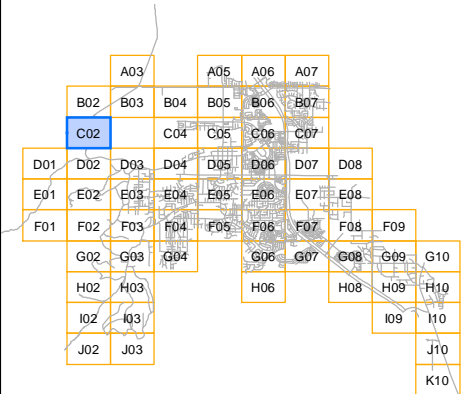 A03 A05 A06 A07
B02 B03 B04 B05 B06 B07
C02 C04 C05 C06 C07
D01 D02 D03 D04 D05 D06 D07 D08
E01 E02 E03 E04 E05 E06 E07 E08
F01 F02 F03 F04 F05 F06 F07 F08 F09
G02 G03 G04 G06 G07 G08 G09 G10
H02 H03 H06 H08 H09 H10
I02 I03 I09 I10
J02 J03 J10
K10